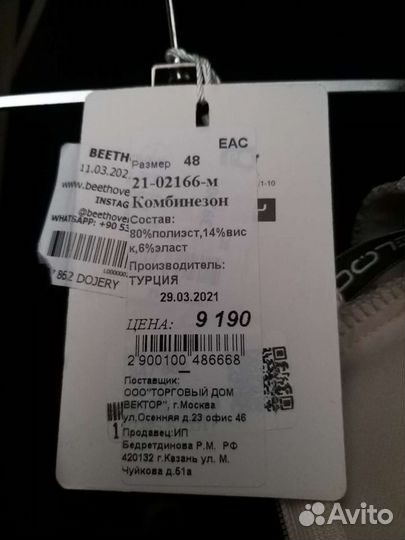 EAC
BEETH
Размер 48
11.03.202
21-02166-м
www.beethove
Комбинезон
INSTAG
@beethove
WHATSAPP: +90 53
Состав:
80%полиэст,14%вис
к,6%эласт
Производитель:
ТУРЦИЯ
862 DOJERY
29.03.2021
ЦЕНА: 9 190
2 900100 486668
Поставщик:
ООО"ТОРГОВЫЙ ДОМ
ВЕКТОР", г.Москва
ул,Осенняя д.23 офис 46
1
Продавец:ИП
Бедретдинова Р.М. РФ
420132 г.Казань ул. М.
Чуйкова д.51а
Avito